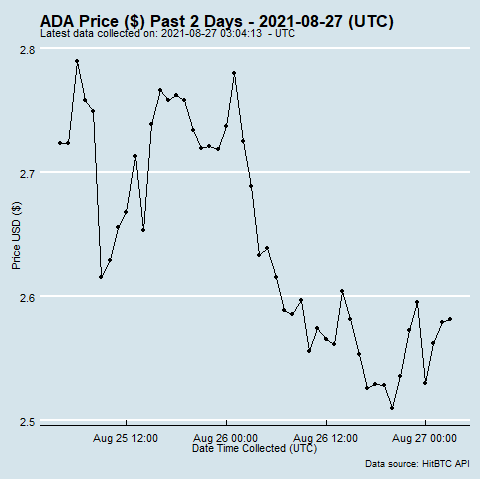 ADA Price ($) Past 2 Days - 2021-08-27 (UTC)
Latest data collected on: 2021-08-27 03:04:13 - UTC
2.8
2.7
2.6
2.5
Price USD ($)
Aug 25 12:00 Aug 26 00:00 Aug 26 12:00 Aug 27 00:00
Date Time Collected (UTC)
Data source: HitBTC API